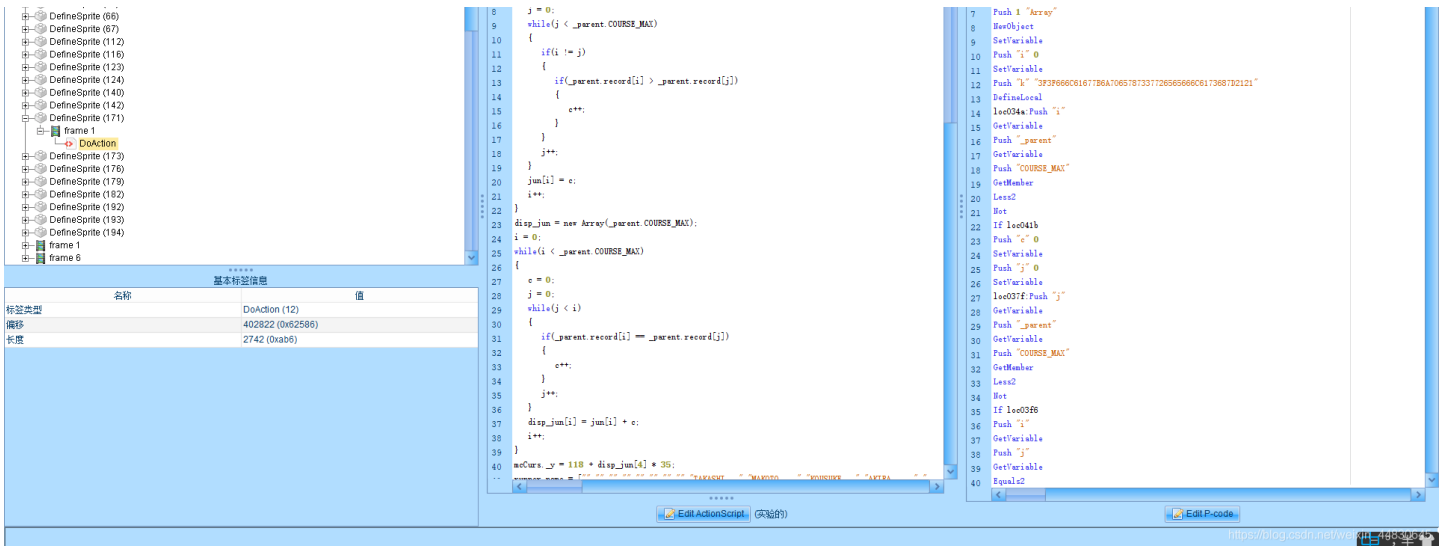 DefineSprite (66)
DefineSprite (67)
DefineSprite (112)
DefineSprite (116)
DefineSprite (123)
DefineSprite (124)
DefineSprite (140)
DefineSprite (142)
DefineSprite (171)
frame 1
DoAction
DefineSprite (173)
DefineSprite (176)
DefineSprite (179)
DefineSprite (182)
DefineSprite (192)
DefineSprite (193)
DefineSprite (194)
frame 1
frame 6
基本标签信息
名称 值
标签类型 DoAction (12)
偏移 402822 (0x62586)
长度 2742 (0xab6)
8 j = 0;
9 while(j < _parent.COURSE_MAX)
10 {
11 if(i != j)
12 {
13 if(_parent.record[i] > _parent.record[j])
14 {
15 c++;
16 }
17 }
18 j++;
19 }
20 jun[i] = c;
21 i++;
22 }
23 disp_jun = new Array(_parent.COURSE_MAX);
24 i = 0;
25 while(i < _parent.COURSE_MAX)
26 {
27 c = 0;
28 j = 0;
29 while(j < i)
30 {
31 if(_parent.record[i] == _parent.record[j])
32 {
33 c++;
34 }
35 j++;
36 }
37 disp_jun[i] = jun[i] + c;
38 i++;
39 }
40 mcCurs._y = 118 + disp_jun[4] * 35;
Edit ActionScript (实验的)
7 Push 1 "Array"
8 NewObject
9 SetVariable
10 Push "i" 0
11 SetVariable
12 Push "k"
13 DefineLocal
14 loc034a:Push "i"
15 GetVariable
16 Push "_parent"
17 GetVariable
18 Push "COURSE_MAX"
19 GetMember
20 Less2
21 Not
22 If loc041b
23 Push "c" 0
24 SetVariable
25 Push "j" 0
26 SetVariable
27 loc037f:Push "j"
28 GetVariable
29 Push "_parent"
30 GetVariable
31 Push "COURSE_MAX"
32 GetMember
33 Less2
34 Not
35 If loc03f6
36 Push "i"
37 GetVariable
38 Push "j"
39 GetVariable
40 Equals2
Edit P-code